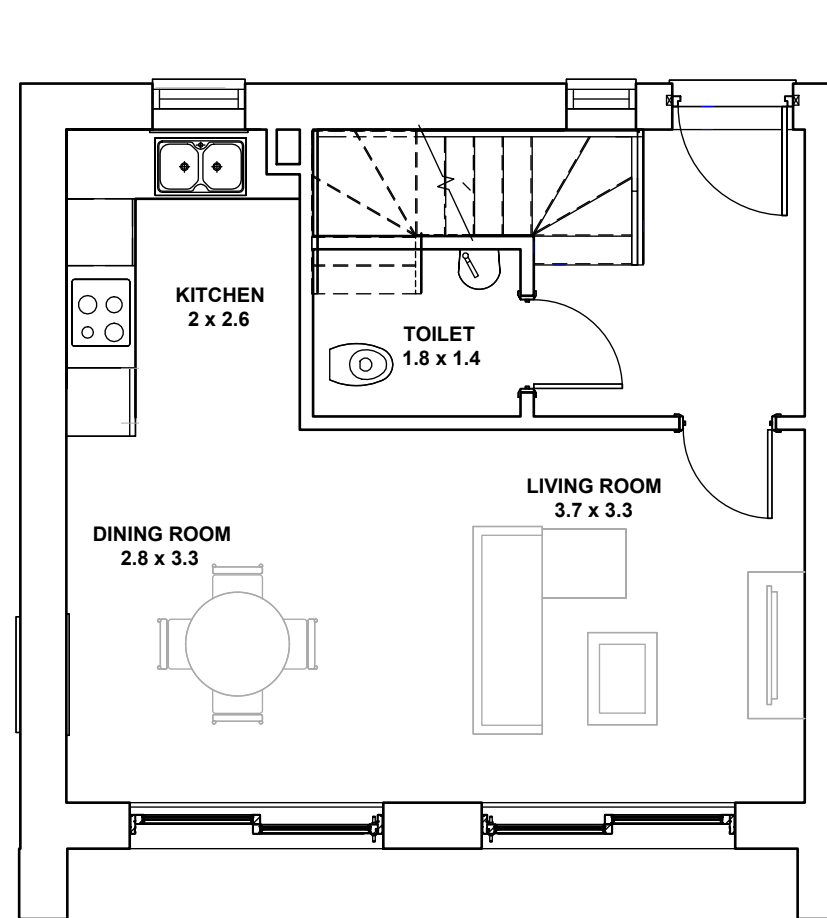 KITCHEN
2 x 2.6
TOILET
1.8 x 1.4
LIVING ROOM
3.7 x 3.3
DINING ROOM
2.8 x 3.3